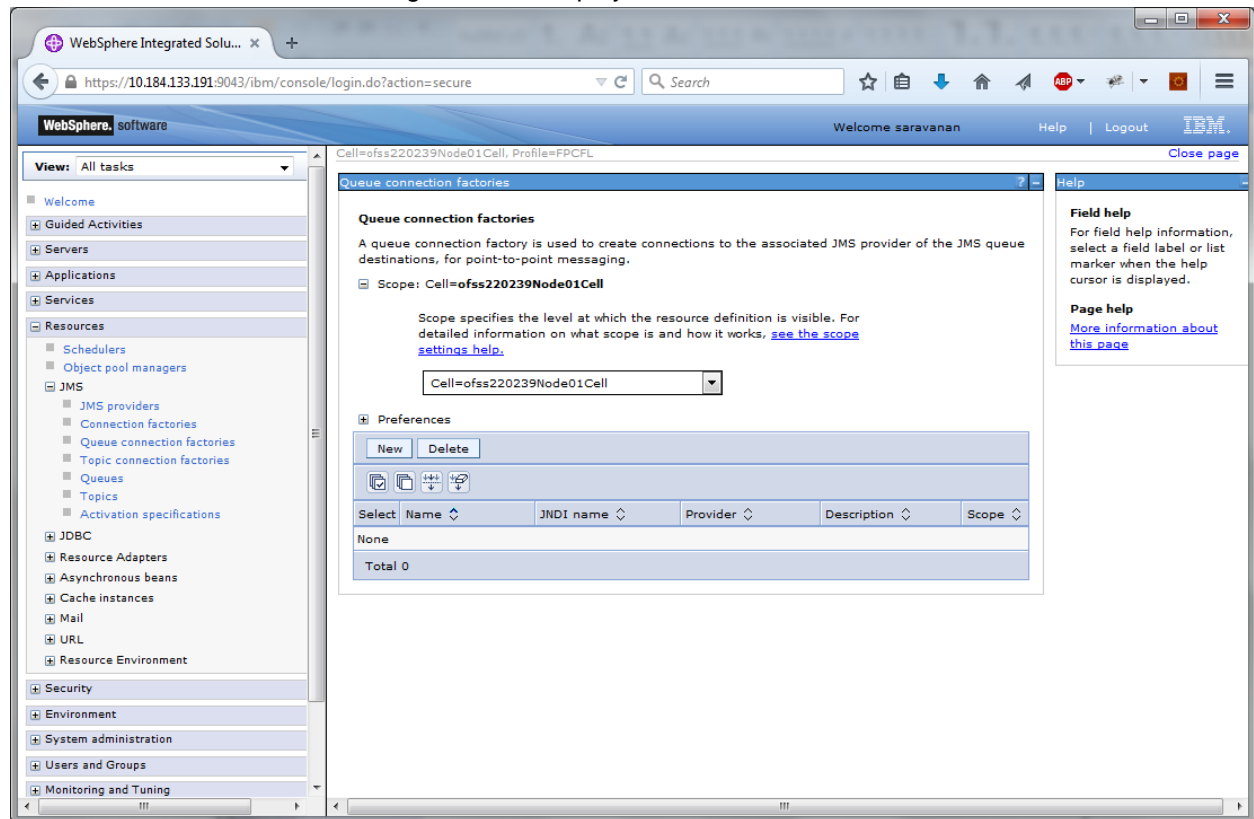 WebSphere Integrated Solu...
https://10.184.133.191:9043/ibm/console/login.do?action=secure
Search
ABP
WebSphere. software
Welcome saravanan
Help | Logout
IBM.
View: All tasks
Welcome
Guided Activities
Servers
Applications
Services
Resources
Schedulers
Object pool managers
JMS
JMS providers
Connection factories
Queue connection factories
Topic connection factories
Queues
Topics
Activation specifications
JDBC
Resource Adapters
Asynchronous beans
Cache instances
Mail
URL
Resource Environment
Security
Environment
System administration
Users and Groups
Monitoring and Tuning
Cell=ofss220239Node01Cell, Profile=FPCFL
Close page
Queue connection factories
? -
Queue connection factories
A queue connection factory is used to create connections to the associated JMS provider of the JMS queue
destinations, for point-to-point messaging.
Scope: Cell=ofss220239Node01Cell
Scope specifies the level at which the resource definition is visible. For
detailed information on what scope is and how it works, see the scope
settings help.
Cell=ofss220239Node01Cell
Preferences
New Delete
Select Name JNDI name Provider Description Scope
None
Total 0
Help
Field help
For field help information,
select a field label or list
marker when the help
cursor is displayed.
Page help
More information about
this page